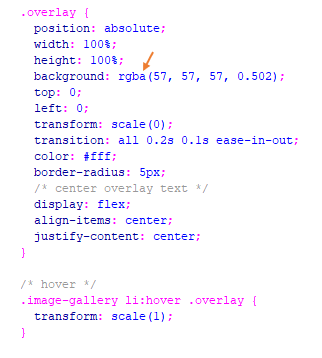 .overlay {
position: absolute;
width: 100%;
height: 100%;
background: rgba(57, 57, 57, 0.502);
top: 0;
left: 0;
transform: scale(0);
transition: all 0.2s 0.1s ease-in-out;
color: #fff;
border-radius: 5px;
/* center overlay text */
display: flex;
align-items: center;
justify-content: center;
}

/* hover */
.image-gallery li:hover .overlay {
transform: scale(1);
}